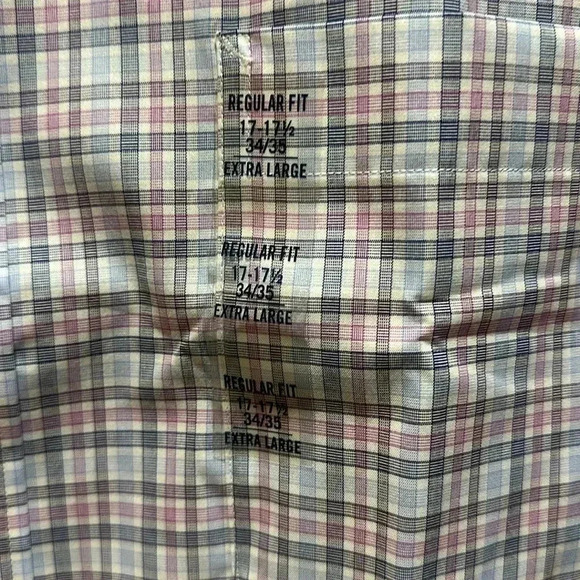 REGULAR FIT
17-17½
34/35
EXTRA LARGE
REGULAR FIT
17-17½
34/35
EXTRA LARGE
REGULAR FIT
17-17½
34/35
EXTRA LARGE